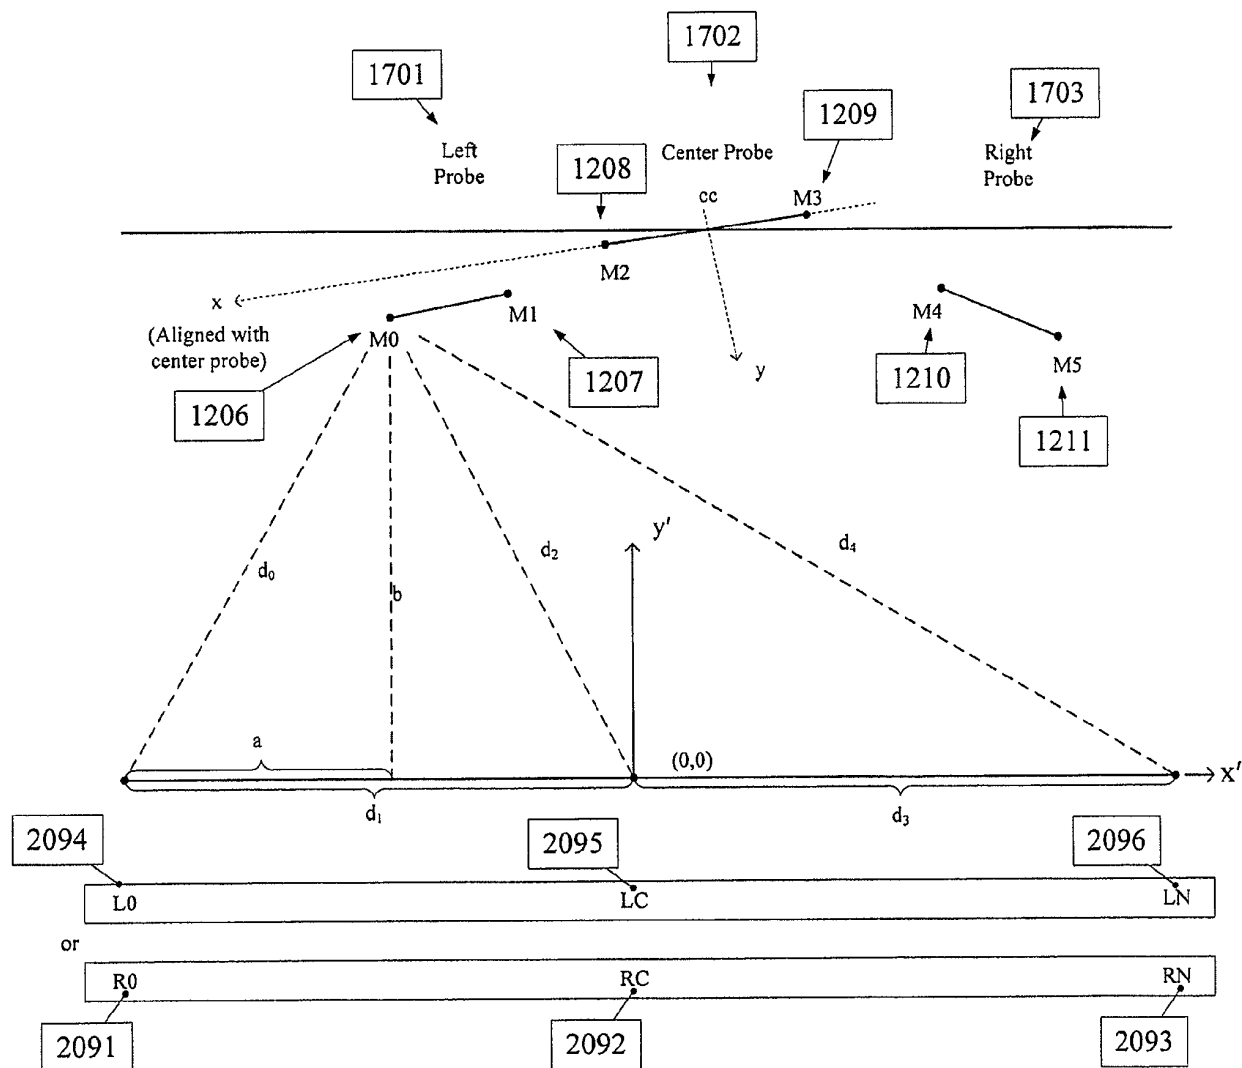 1702
1701
1703
1209
Left
Probe
Center Probe
Right
Probe
1208
cc
M3
M2
x
(Aligned with
center probe)
M0
M1
M4
M5
y
1206
1207
1210
1211
y′
d0
b
d2
d4
a
(0,0)
x′
d1
d3
2094
2095
2096
L0
LC
LN
or
R0
RC
RN
2091
2092
2093